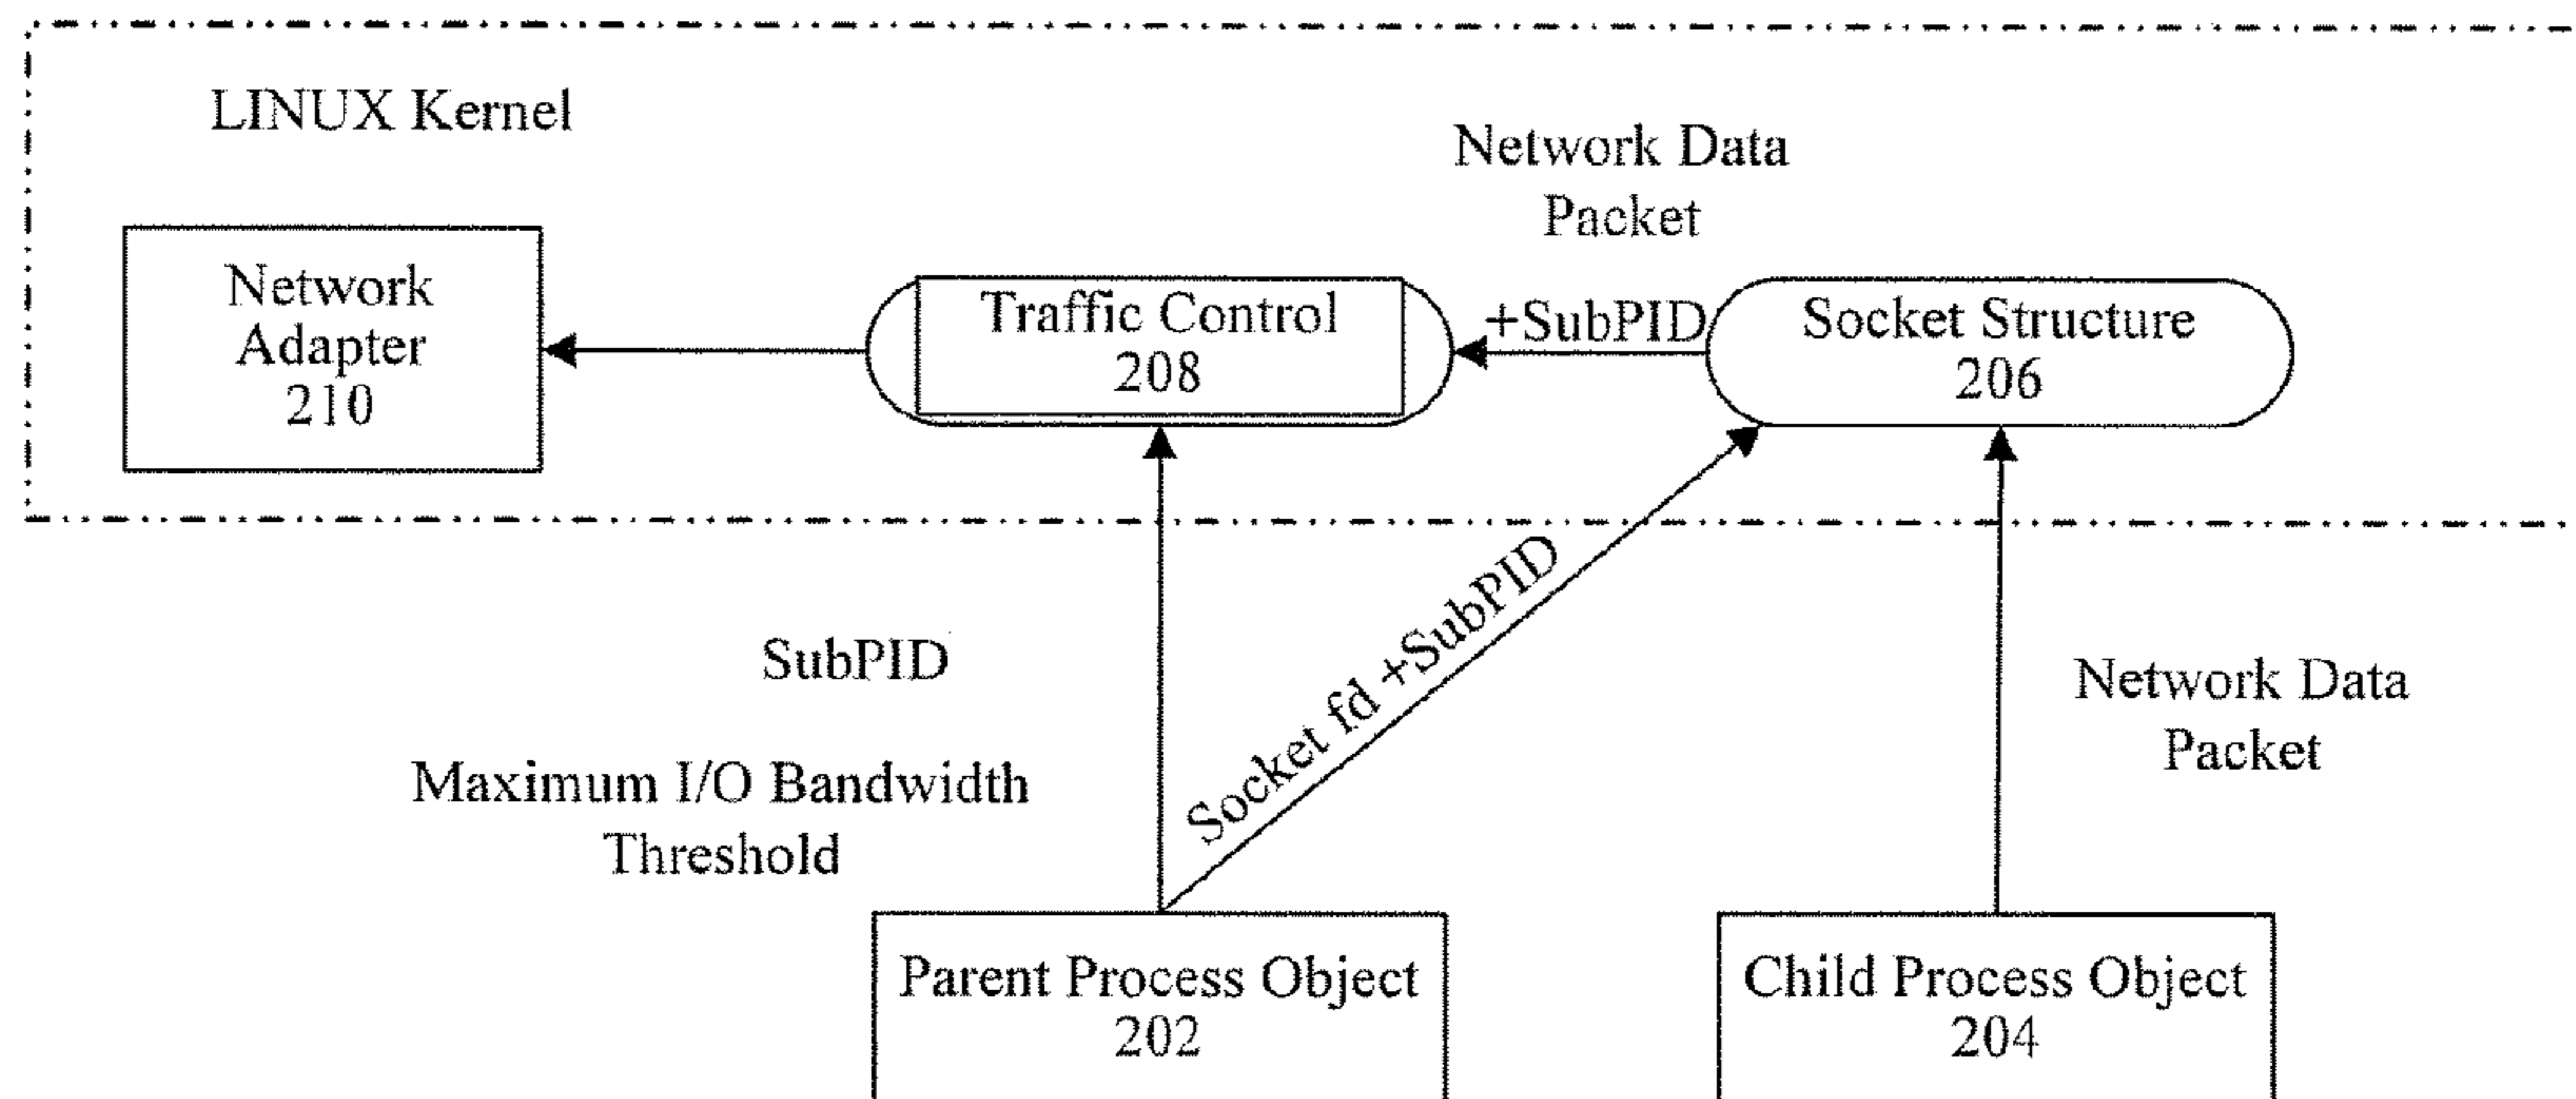 LINUX Kernel
Network Data
Packet
Network
Adapter
210
Traffic Control
208
+SubPID
Socket Structure
206
SubPID
Maximum I/O Bandwidth
Threshold
Socket fd +SubPID
Network Data
Packet
Parent Process Object
202
Child Process Object
204